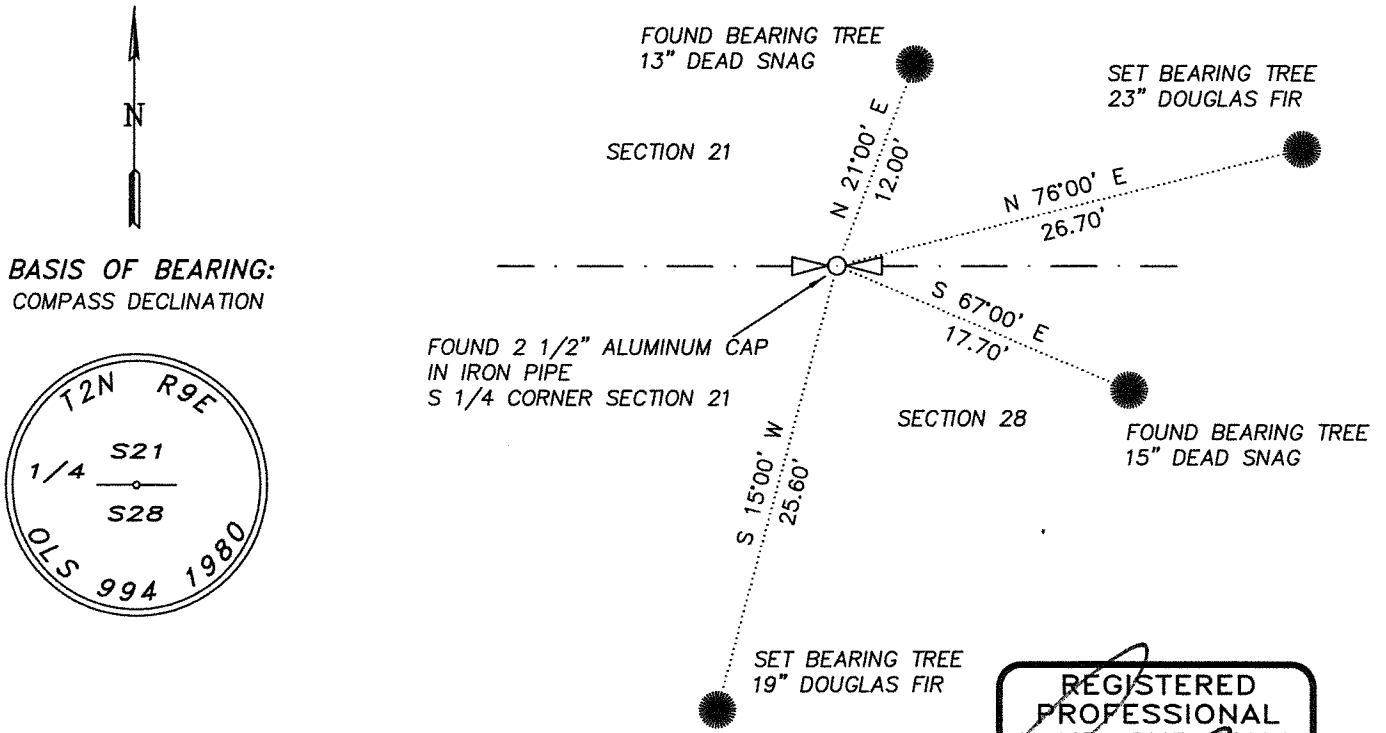 N
BASIS OF BEARING:
COMPASS DECLINATION
T2N R9E
S21
1/4
S28
OLS 994 1980
FOUND BEARING TREE
13" DEAD SNAG
SET BEARING TREE
23" DOUGLAS FIR
SECTION 21
N 21°00' E
12.00'
N 76°00' E
26.70'
S 67°00' E
17.70'
FOUND 2 1/2" ALUMINUM CAP
IN IRON PIPE
S 1/4 CORNER SECTION 21
SECTION 28
FOUND BEARING TREE
15" DEAD SNAG
S 15°00' W
25.60'
SET BEARING TREE
19" DOUGLAS FIR
REGISTERED
PROFESSIONAL